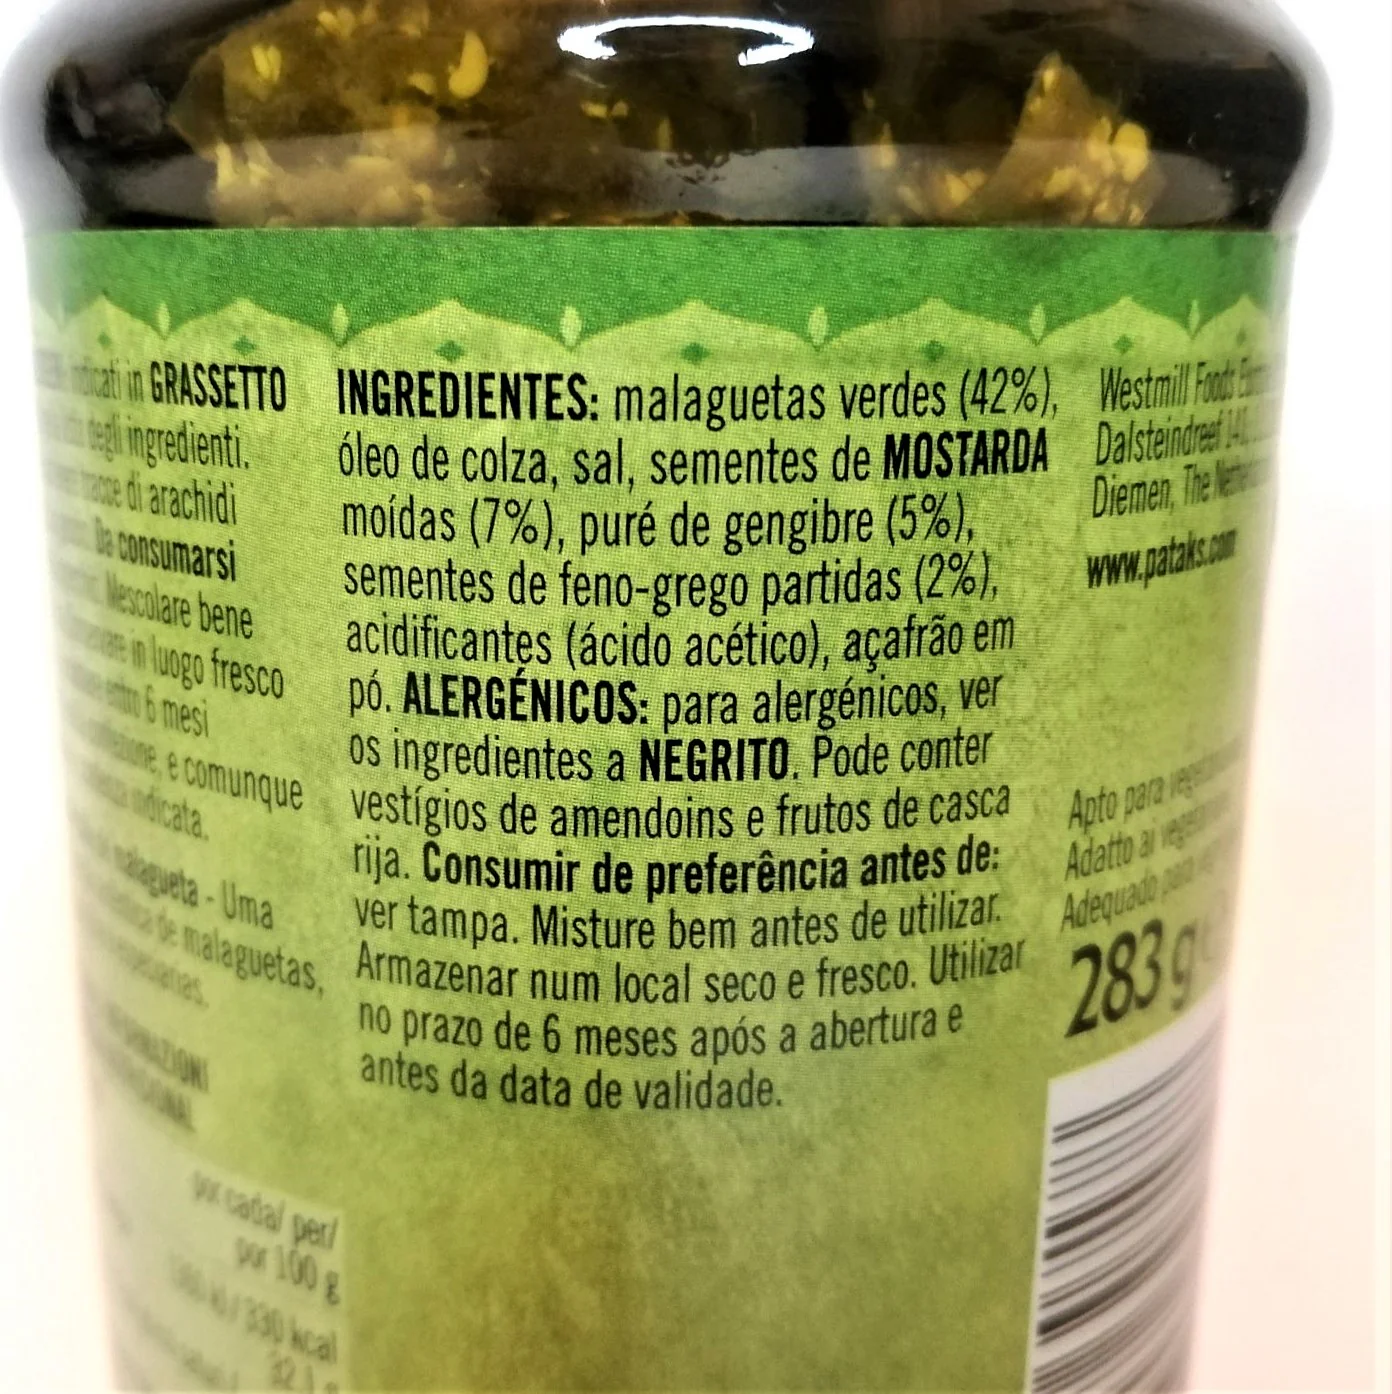 indicati in GRASSETTO
degli ingredienti.
tracce di arachidi
Da consumarsi
Mescolare bene
in luogo fresco
entro 6 mesi
e comunque
indicata.
malagueta - Uma
de malaguetas,
INGREDIENTES: malaguetas verdes (42%),
óleo de colza, sal, sementes de MOSTARDA
moídas (7%), puré de gengibre (5%),
sementes de feno-grego partidas (2%),
acidificantes (ácido acético), açafrão em
pó. ALERGÉNICOS: para alergénicos, ver
os ingredientes a NEGRITO. Pode conter
vestígios de amendoins e frutos de casca
rija. Consumir de preferência antes de:
ver tampa. Misture bem antes de utilizar.
Armazenar num local seco e fresco. Utilizar
no prazo de 6 meses após a abertura e
antes da data de validade.
por cada/ per/
por 100 g
330 kcal
Westmill Foods
Dalsteindreef
Diemen, The
www.pataks.com
Apto para
Adatto ai
Adequado para
283 g